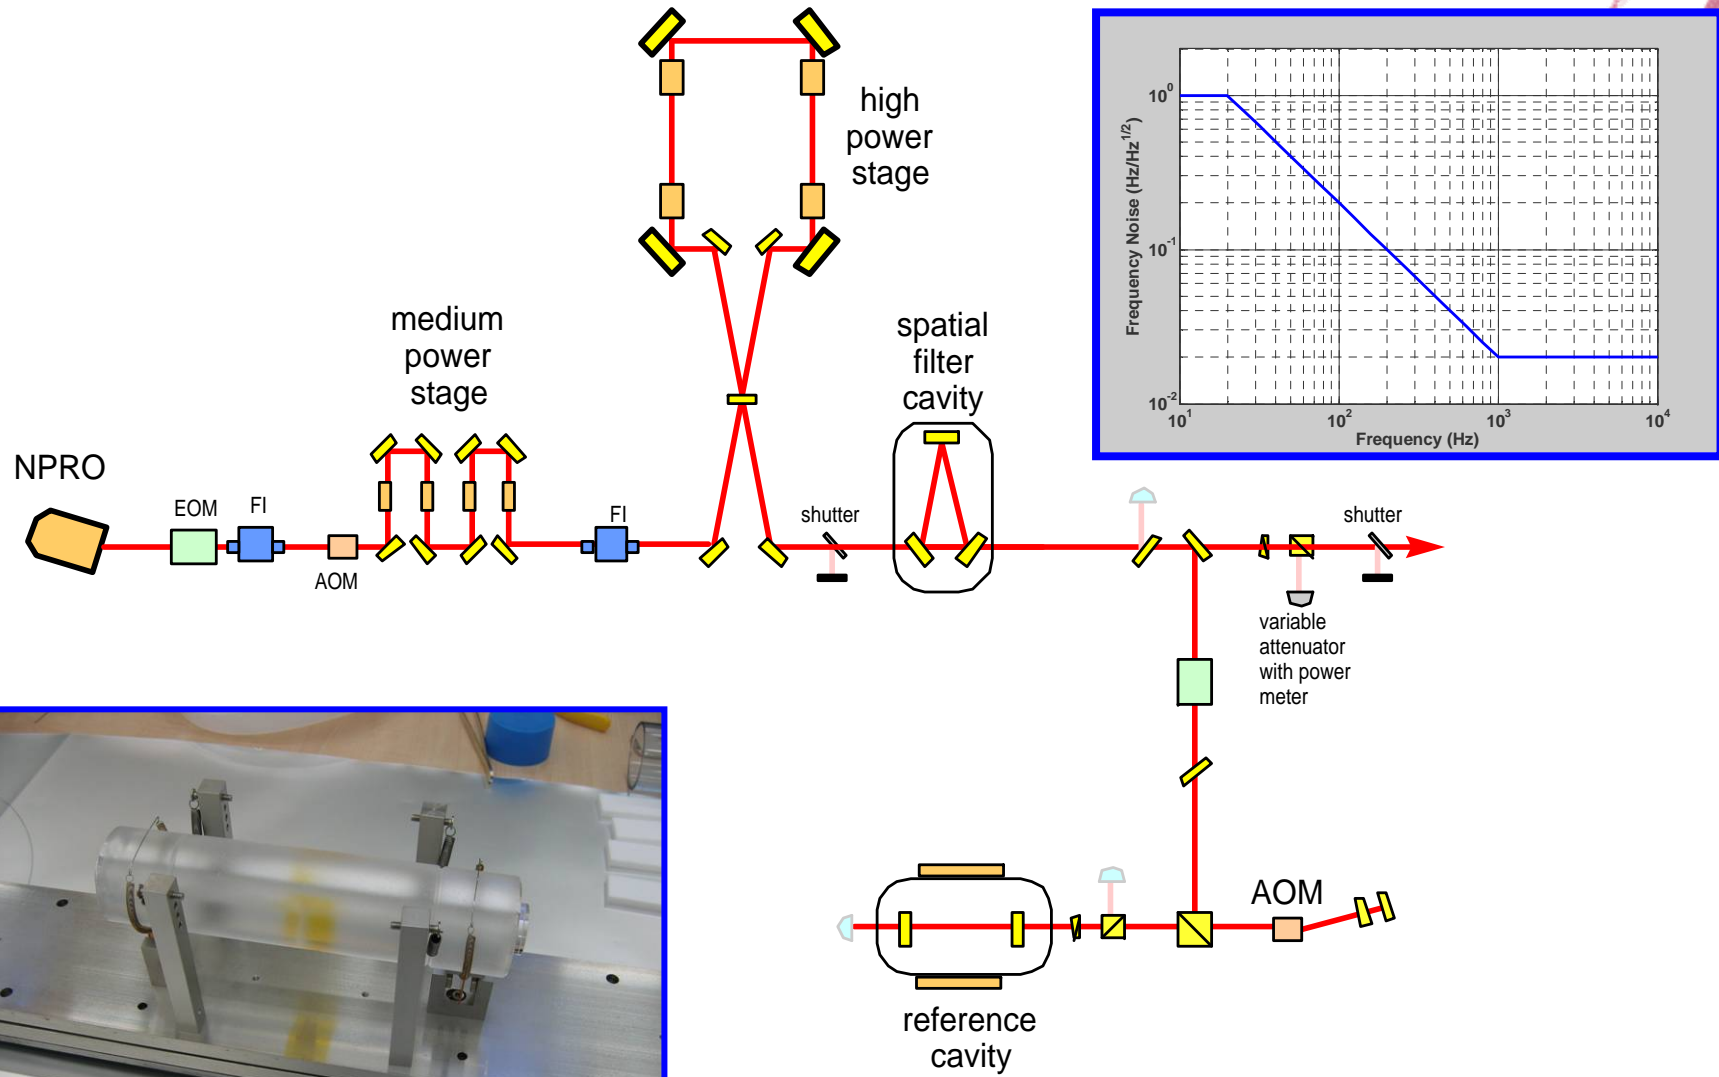 high
power
stage
medium
power
stage
spatial
filter
cavity
NPRO
EOM
FI
AOM
FI
shutter
shutter
variable
attenuator
with power
meter
AOM
reference
cavity
Frequency Noise (Hz/Hz^1/2)
10^0
10^-1
10^-2
10^1
10^2
10^3
10^4
Frequency (Hz)